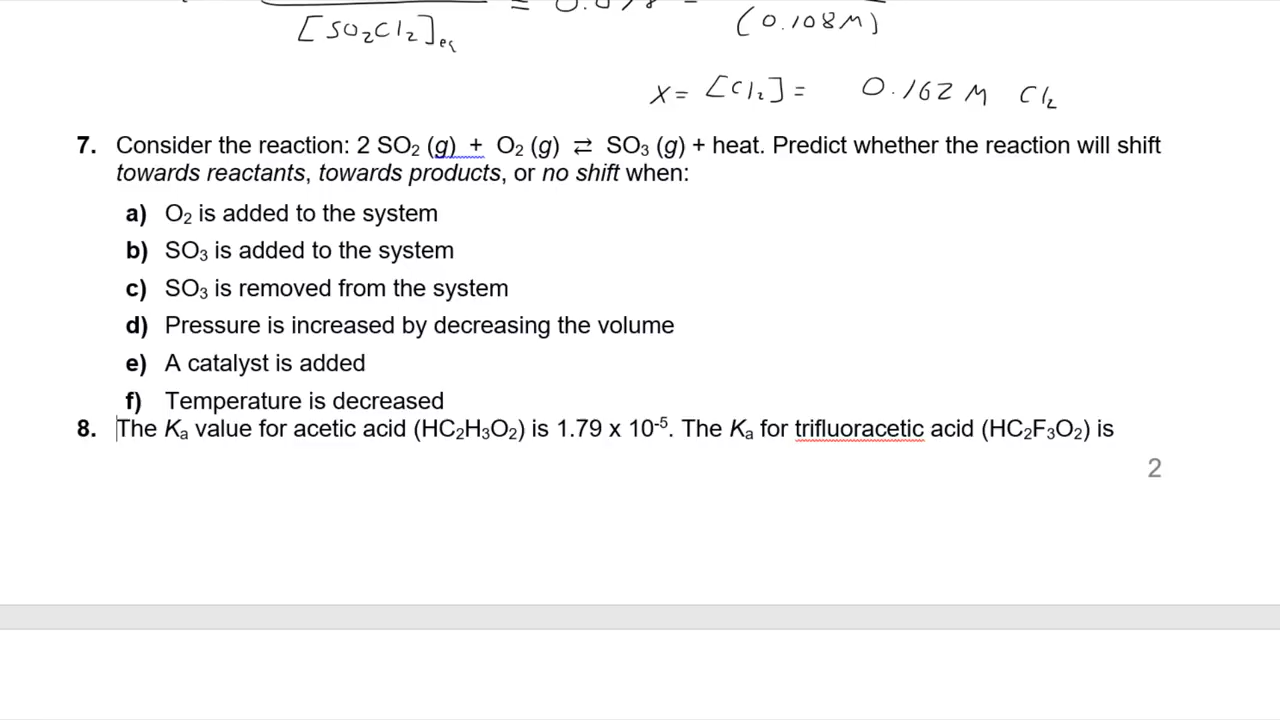 [SO₂Cl₂]eq (0.108M)
x = [Cl₂] = 0.162 M Cl₂
7. Consider the reaction: 2 SO₂ (g) + O₂ (g) ⇄ SO₃ (g) + heat. Predict whether the reaction will shift
towards reactants, towards products, or no shift when:
a) O₂ is added to the system
b) SO₃ is added to the system
c) SO₃ is removed from the system
d) Pressure is increased by decreasing the volume
e) A catalyst is added
f) Temperature is decreased
8. The Kₐ value for acetic acid (HC₂H₃O₂) is 1.79 x 10⁻⁵. The Kₐ for trifluoracetic acid (HC₂F₃O₂) is
2